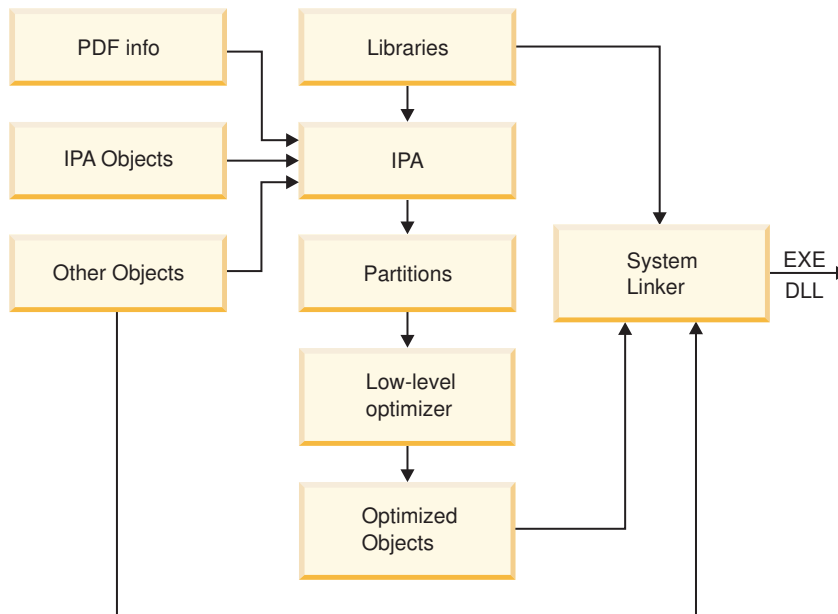 PDF info
Libraries
IPA Objects
IPA
Other Objects
Partitions
System
Linker
EXE
DLL
Low-level
optimizer
Optimized
Objects